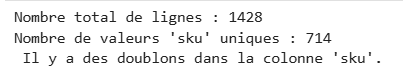 Nombre total de lignes : 1428
Nombre de valeurs 'sku' uniques : 714
Il y a des doublons dans la colonne 'sku'.